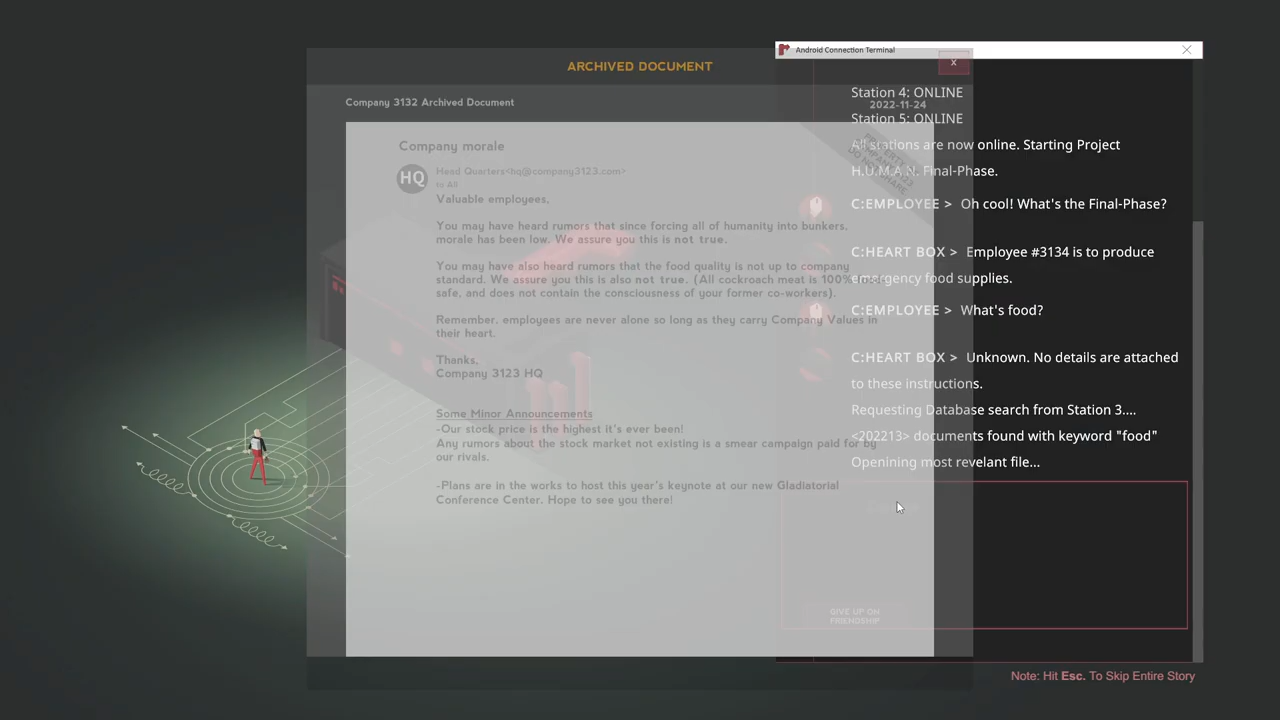 Android Connection Terminal
ARCHIVED DOCUMENT
x
Company 3132 Archived Document
2022-11-24
Company morale
HQ
Head Quarters<hq@company3123.com>
to All
Valuable employees,
You may have heard rumors that since forcing all of humanity into bunkers,
morale has been low. We assure you this is not true.
You may have also heard rumors that the food quality is not up to company
standard. We assure you this is also not true. (All cockroach meat is 100%
safe, and does not contain the consciousness of your former co-workers).
Remember, employees are never alone so long as they carry Company Values in
their heart.
Thanks,
Company 3123 HQ
Some Minor Announcements
-Our stock price is the highest it's ever been!
Any rumors about the stock market not existing is a smear campaign paid for by
our rivals.
-Plans are in the works to host this year's keynote at our new Gladiatorial
Conference Center. Hope to see you there!
Station 4: ONLINE
Station 5: ONLINE
All stations are now online. Starting Project
H.U.M.A.N. Final-Phase.
C:EMPLOYEE > Oh cool! What's the Final-Phase?
C:HEART BOX > Employee #3134 is to produce
emergency food supplies.
C:EMPLOYEE > What's food?
C:HEART BOX > Unknown. No details are attached
to these instructions.
Requesting Database search from Station 3....
<202213> documents found with keyword "food"
Openining most revelant file...
GIVE UP ON
FRIENDSHIP
Note: Hit Esc. To Skip Entire Story